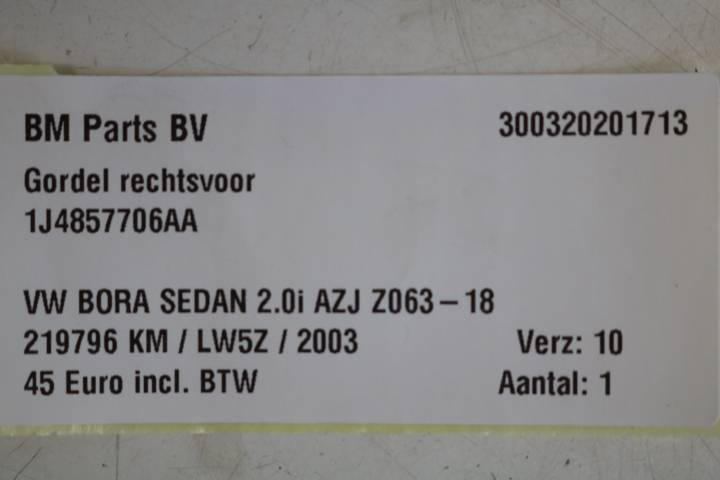 BM Parts BV 300320201713
Gordel rechtsvoor
1J4857706AA
VW BORA SEDAN 2.0i AZJ Z063-18
219796 KM / LW5Z / 2003 Verz: 10
45 Euro incl. BTW Aantal: 1